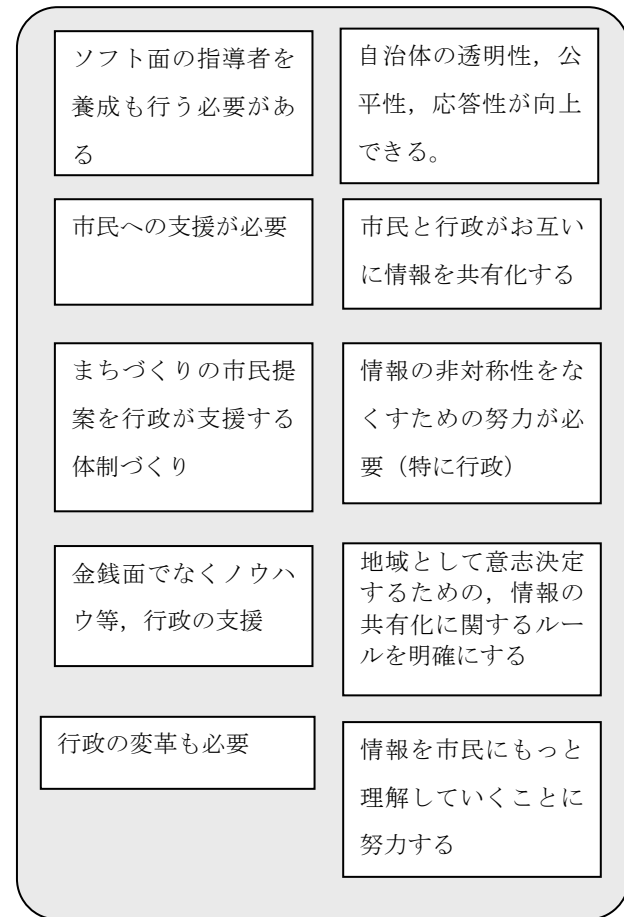 ソフト面の指導者を
養成も行う必要があ
る
自治体の透明性，公
平性，応答性が向上
できる。
市民への支援が必要
市民と行政がお互い
に情報を共有化する
まちづくりの市民提
案を行政が支援する
体制づくり
情報の非対称性をな
くすための努力が必
要（特に行政）
金銭面でなくノウハ
ウ等，行政の支援
地域として意志決定
するための，情報の
共有化に関するルー
ルを明確にする
行政の変革も必要
情報を市民にもっと
理解していくことに
努力する